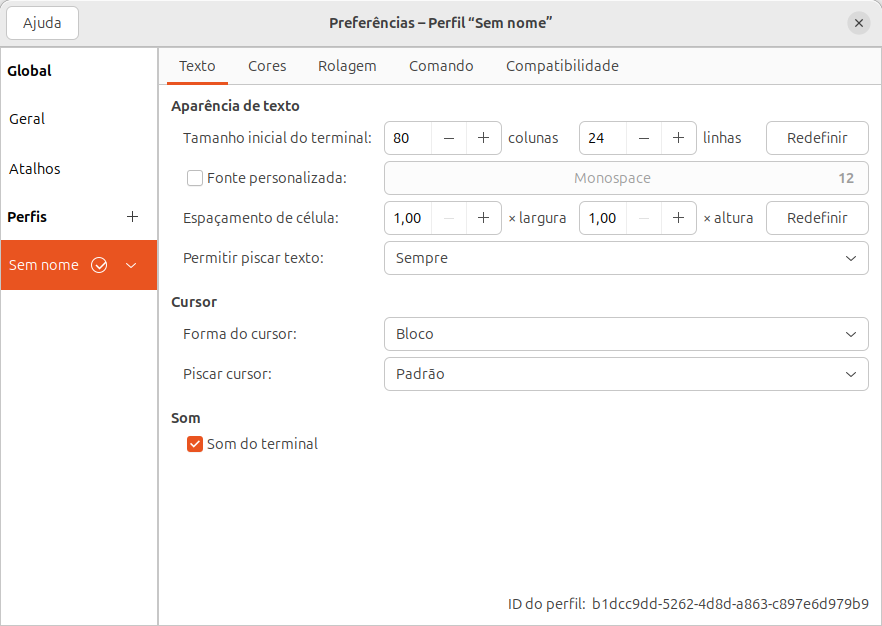 Ajuda
Preferências – Perfil “Sem nome”
Global
Geral
Atalhos
Perfis
Sem nome
Texto Cores Rolagem Comando Compatibilidade
Aparência de texto
Tamanho inicial do terminal: 80 colunas 24 linhas Redefinir
Fonte personalizada: Monospace 12
Espaçamento de célula: 1,00 × largura 1,00 × altura Redefinir
Permitir piscar texto: Sempre
Cursor
Forma do cursor: Bloco
Piscar cursor: Padrão
Som
Som do terminal
ID do perfil: b1dcc9dd-5262-4d8d-a863-c897e6d979b9